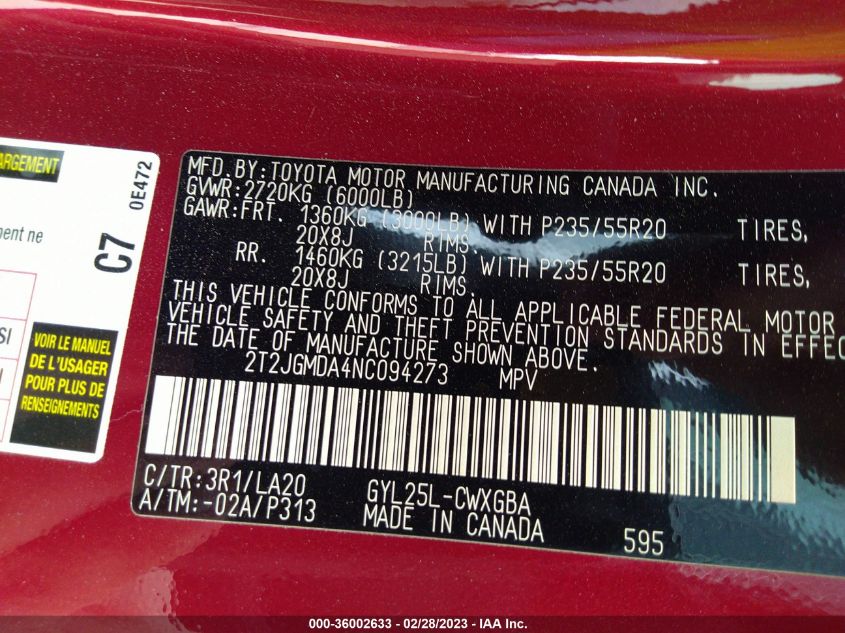 ARGEMENT
ment ne
SI
C7
0E472
VOIR LE MANUEL
DE L'USAGER
POUR PLUS DE
RENSEIGNEMENTS
MFD.BY:TOYOTA MOTOR MANUFACTURING CANADA INC.
GVWR:2720KG (6000LB)
GAWR:FRT. 1360KG (3000LB) WITH P235/55R20 TIRES,
20X8J RIMS.
RR. 1460KG (3215LB) WITH P235/55R20 TIRES,
20X8J RIMS.
THIS VEHICLE CONFORMS TO ALL APPLICABLE FEDERAL MOTOR
VEHICLE SAFETY AND THEFT PREVENTION STANDARDS IN EFFEC
THE DATE OF MANUFACTURE SHOWN ABOVE.
2T2JGMDA4NC094273 MPV
C/TR:3R1/LA20 GYL25L-CWXGBA
A/TM:-02A/P313 MADE IN CANADA 595
000-36002633 - 02/28/2023 - IAA Inc.